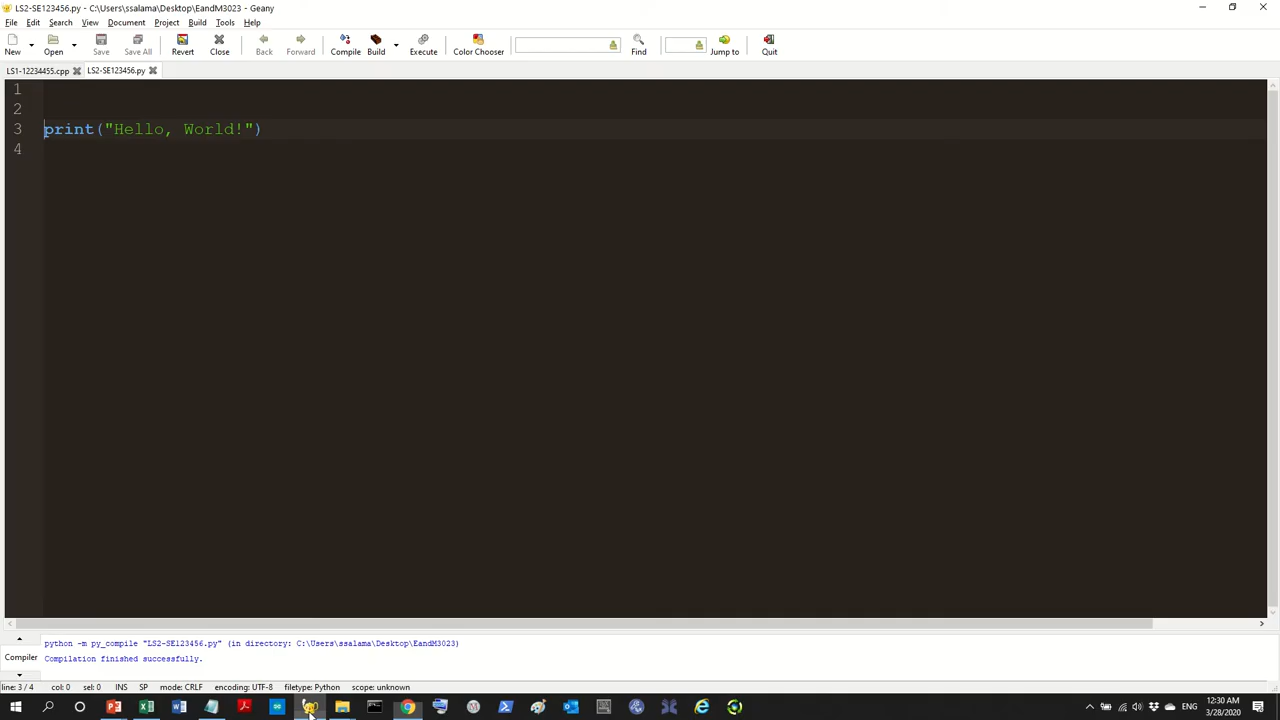 LS2-SE123456.py - C:\Users\ssalama\Desktop\EandM3023 - Geany
File Edit Search View Document Project Build Tools Help
New Open Save Save All Revert Close Back Forward Compile Build Execute Color Chooser Find Jump to Quit
LS1-12234455.cpp LS2-SE123456.py
1
2
3 print("Hello, World!")
4
python -m py_compile "LS2-SE123456.py" (in directory: C:\Users\ssalama\Desktop\EandM3023)
Compiler Compilation finished successfully.
line: 3 / 4 col: 0 sel: 0 INS SP mode: CRLF encoding: UTF-8 filetype: Python scope: unknown
12:30 AM
ENG
3/28/2020